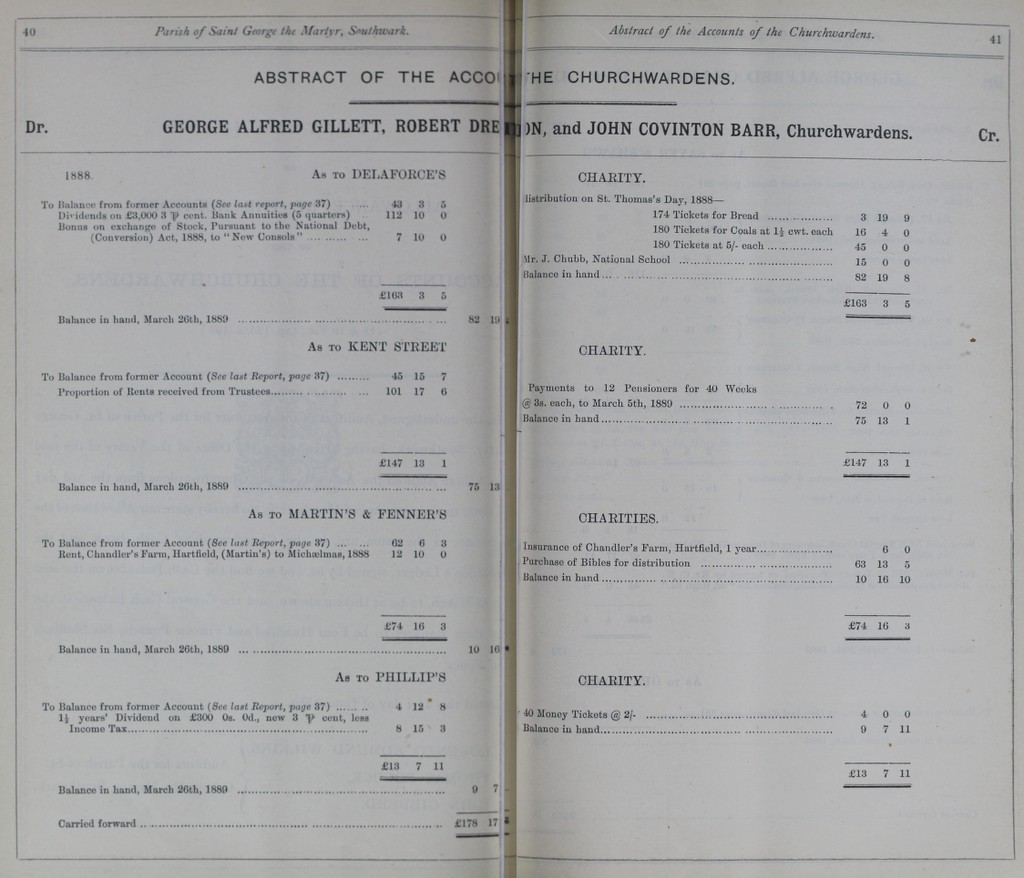 40 Parish of Saint George the Martyr, Southwark.
ABSTRACT OF THE ACCOU
Dr. GEORGE ALFRED GILLETT, ROBERT DRE
1888. As to DELAFORCE'S
To Balance from former Accounts (See last report, page 37) ...... 43 3 5
Dividends on £3,000 3 ⅌ cent. Bank Annuities (5 quarters) .. 112 10 0
Bonus on exchange of Stock, Pursuant to the National Debt,
(Conversion) Act, 1888, to "New Consols" ............ ... 7 10 0
£163 3 5
Balance in hand, March 26th, 1889 ............ 82 19
As to KENT STREET
To Balance from former Account (See last Report, page 37) ......... 45 15 7
Proportion of Rents received from Trustees............ 101 17 6
£147 13 1
Balance in hand, March 26th, 1889 ............ 75 13
As to MARTIN'S & FENNER'S
To Balance from former Account (See last Report, page 37) ... ... 62 6 3
Rent, Chandler's Farm, Hartfield, (Martin's) to Michælmas, 1888 12 10 0
£74 16 3
Balance in hand, March 26th, 1889 ............ 10 16
As to PHILLIP'S
To Balance from former Account (See last Report, page 37) ......... 4 12 8
1½ years' Dividend on £300 0s. 0d., new 3 ⅌ cent, less
Income Tax............ 8 15 3
£13 7 11
Balance in hand, March 26th, 1889 ............ 9 7
Carried forward ............ £178 17
Abstract of the Accounts of the Churchwardens. 41
THE CHURCHWARDENS.
ON, and JOHN COVINTON BARR, Churchwardens. Cr.
CHARITY.
distribution on St. Thomas's Day, 1888—
174 Tickets for Bread ............ 3 19 9
180 Tickets for Coals at 1½ cwt. each 16 4 0
180 Tickets at 5/- each ............ 45 0 0
Mr. J. Chubb, National School ............ 15 0 0
Balance in hand ............ 82 19 8
£163 3 5
CHARITY.
Payments to 12 Pensioners for 40 Weeks
@ 3s. each, to March 5th, 1889 ............ 72 0 0
Balance in hand ............ 75 13 1
£147 13 1
CHARITIES.
Insurance of Chandler's Farm, Hartfield, 1 year............ 6 0
Purchase of Bibles for distribution ............ 63 13 5
Balance in hand ............ 10 16 10
£74 16 3
CHARITY.
40 Money Tickets @ 2/- ............ 4 0 0
Balance in hand............ 9 7 11
£13 7 11